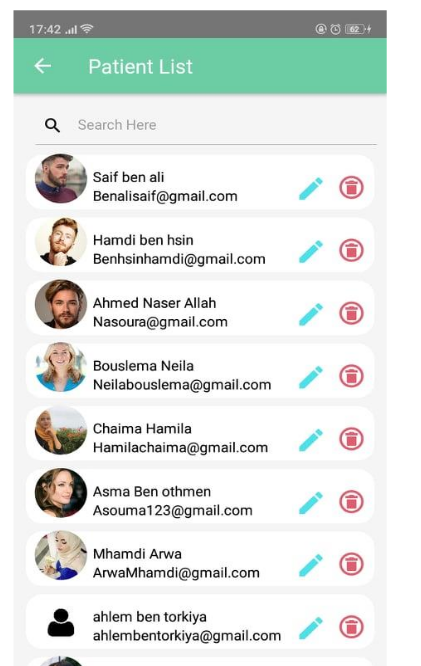 17:42
62
Patient List
Search Here
Saif ben ali
Benalisaif@gmail.com
Hamdi ben hsin
Benhsinhamdi@gmail.com
Ahmed Naser Allah
Nasoura@gmail.com
Bouslema Neila
Neilabouslema@gmail.com
Chaima Hamila
Hamilachaima@gmail.com
Asma Ben othmen
Asouma123@gmail.com
Mhamdi Arwa
ArwaMhamdi@gmail.com
ahlem ben torkiya
ahlembentorkiya@gmail.com